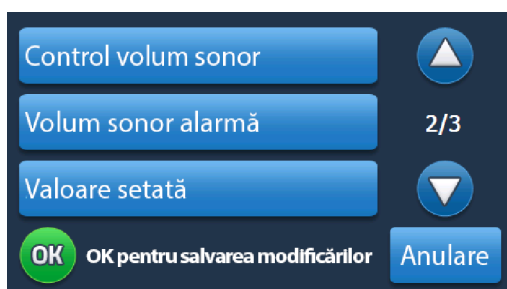 Control volum sonor
Volum sonor alarmă
2/3
Valoare setată
OK OK pentru salvarea modificărilor
Anulare